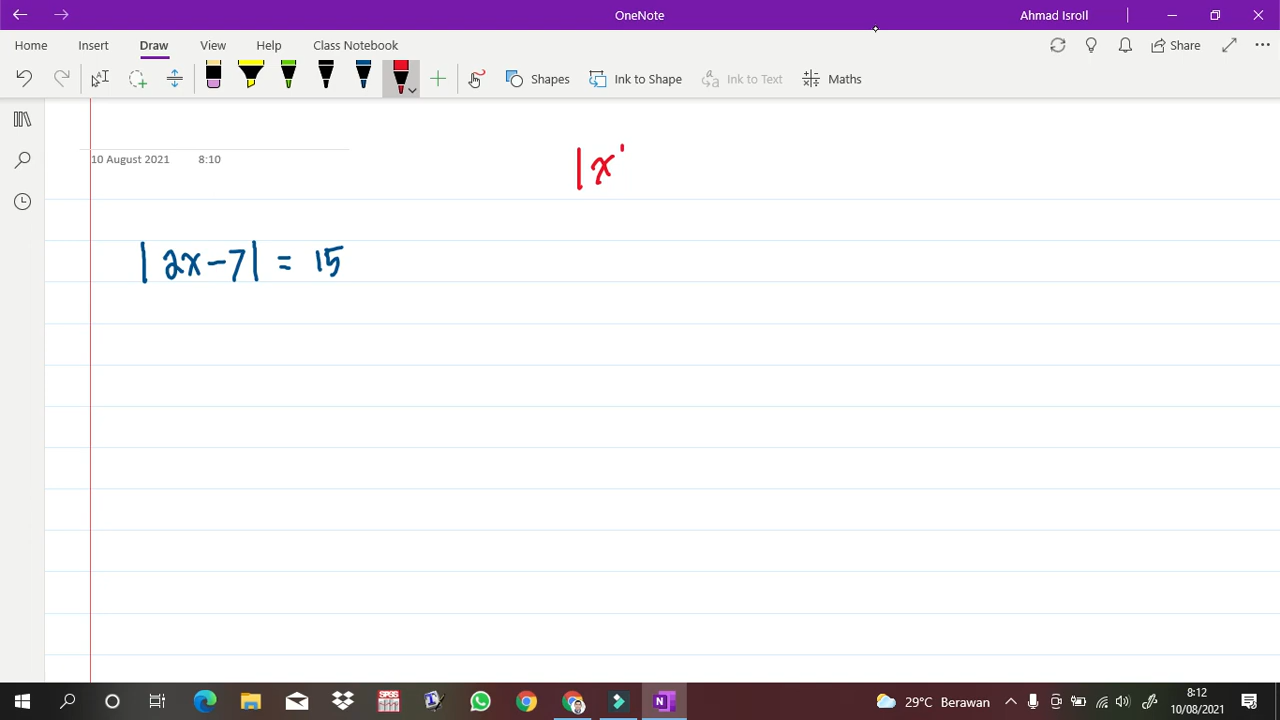 OneNote
Ahmad Isroll
Home Insert Draw View Help Class Notebook
Share
Shapes Ink to Shape Ink to Text Maths
10 August 2021 8:10
|x'
|2x-7| = 15
SPSS
N
29°C Berawan
8:12
10/08/2021